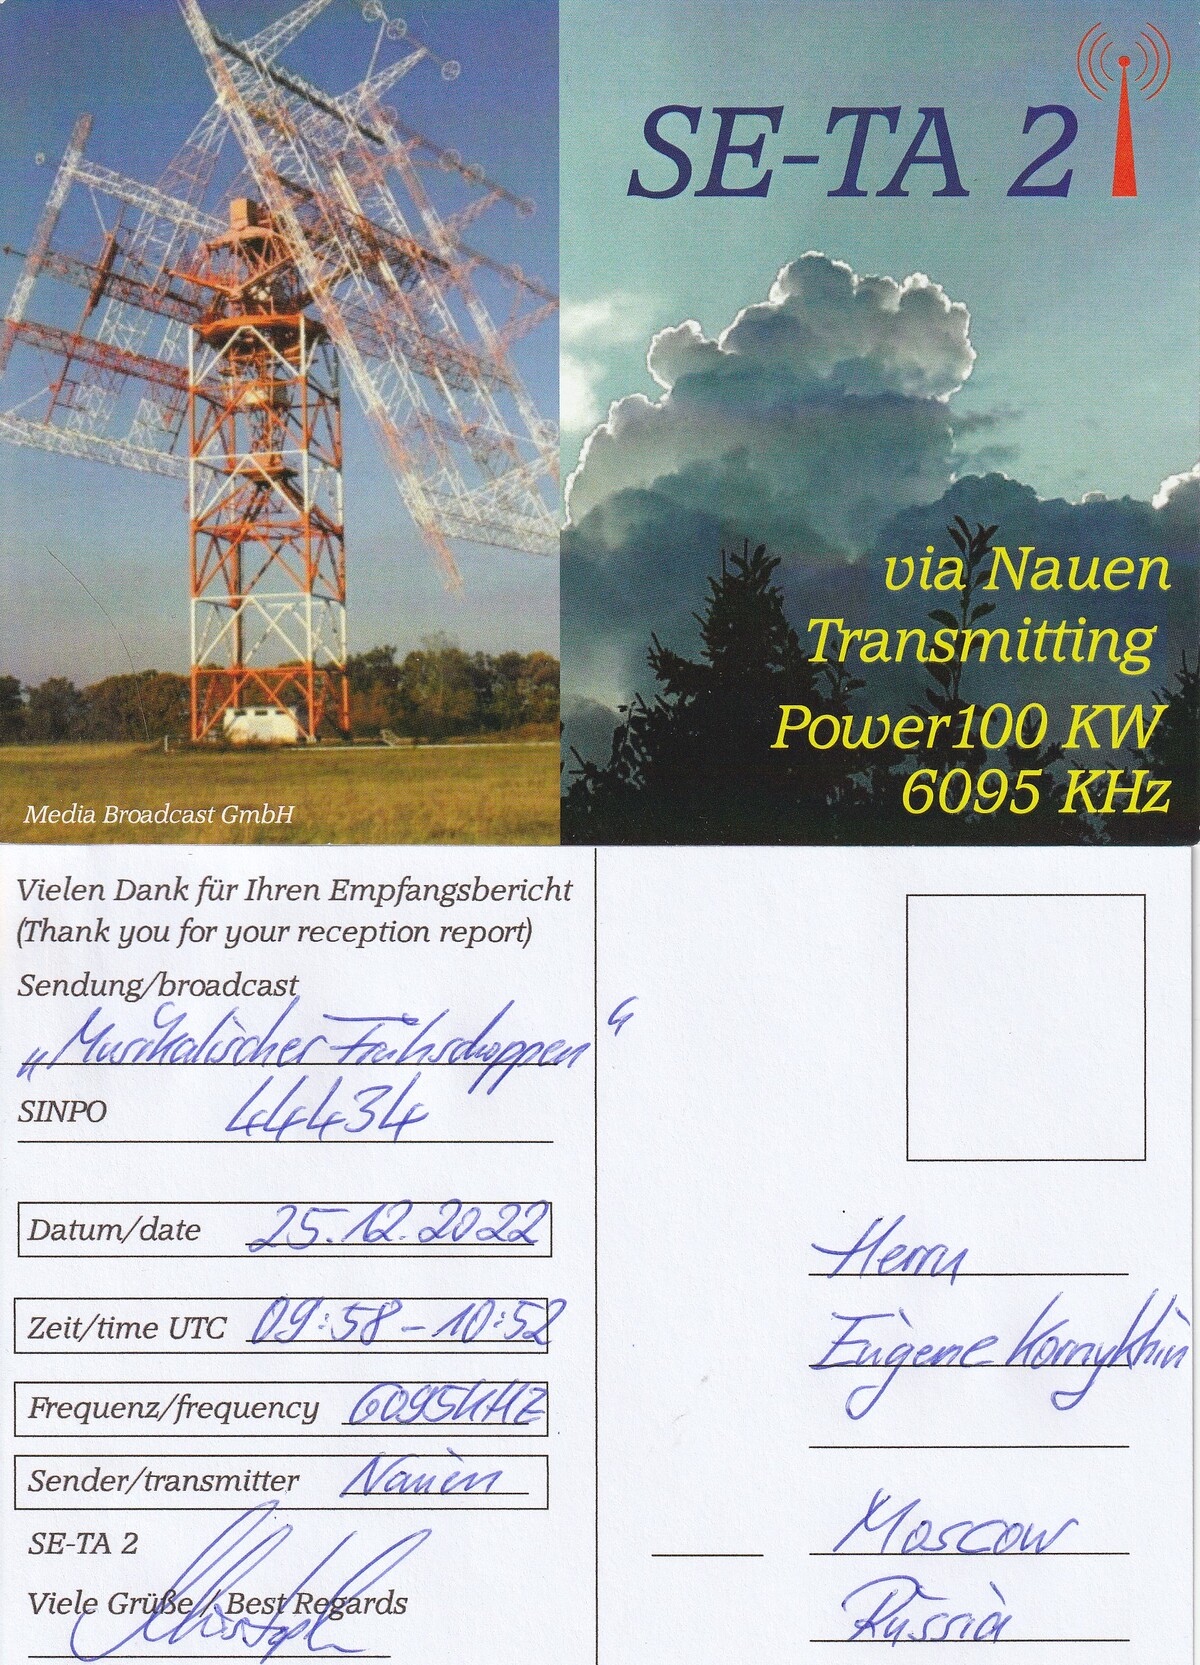 SE-TA 2
via Nauen
Transmitting
Power100 KW
6095 KHz
Media Broadcast GmbH
Vielen Dank für Ihren Empfangsbericht
(Thank you for your reception report)
Sendung/broadcast
„Musikalischer Frühschoppen“
SINPO 44434
Datum/date 25.12.2022
Zeit/time UTC 09:58-10:52
Frequenz/frequency 6095KHZ
Sender/transmitter Nauen
SE-TA 2
Viele Grüße / Best Regards
Christoph
Herrn
Eugene Kornykhin
Moscow
Russia